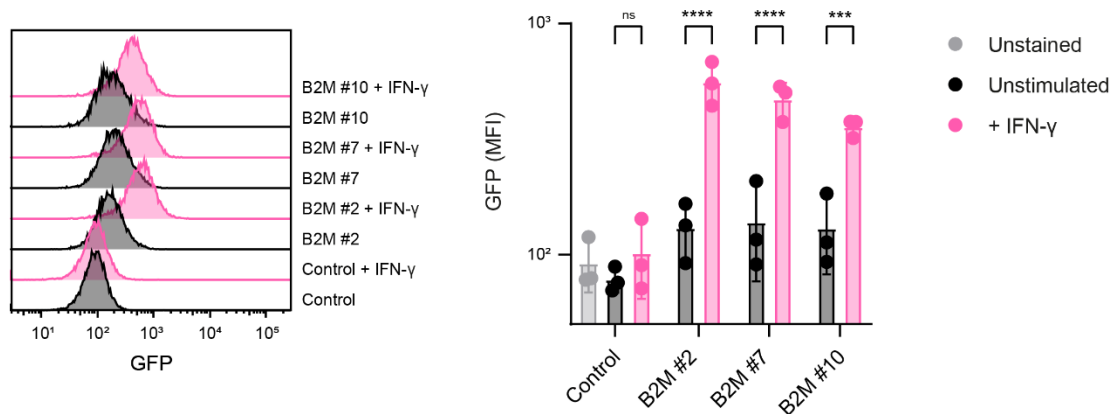 B2M #10 + IFN-γ
B2M #10
B2M #7 + IFN-γ
B2M #7
B2M #2 + IFN-γ
B2M #2
Control + IFN-γ
Control
10¹ 10² 10³ 10⁴ 10⁵
GFP
10³
10²
GFP (MFI)
ns **** **** ***
Control B2M #2 B2M #7 B2M #10
Unstained
Unstimulated
+ IFN-γ